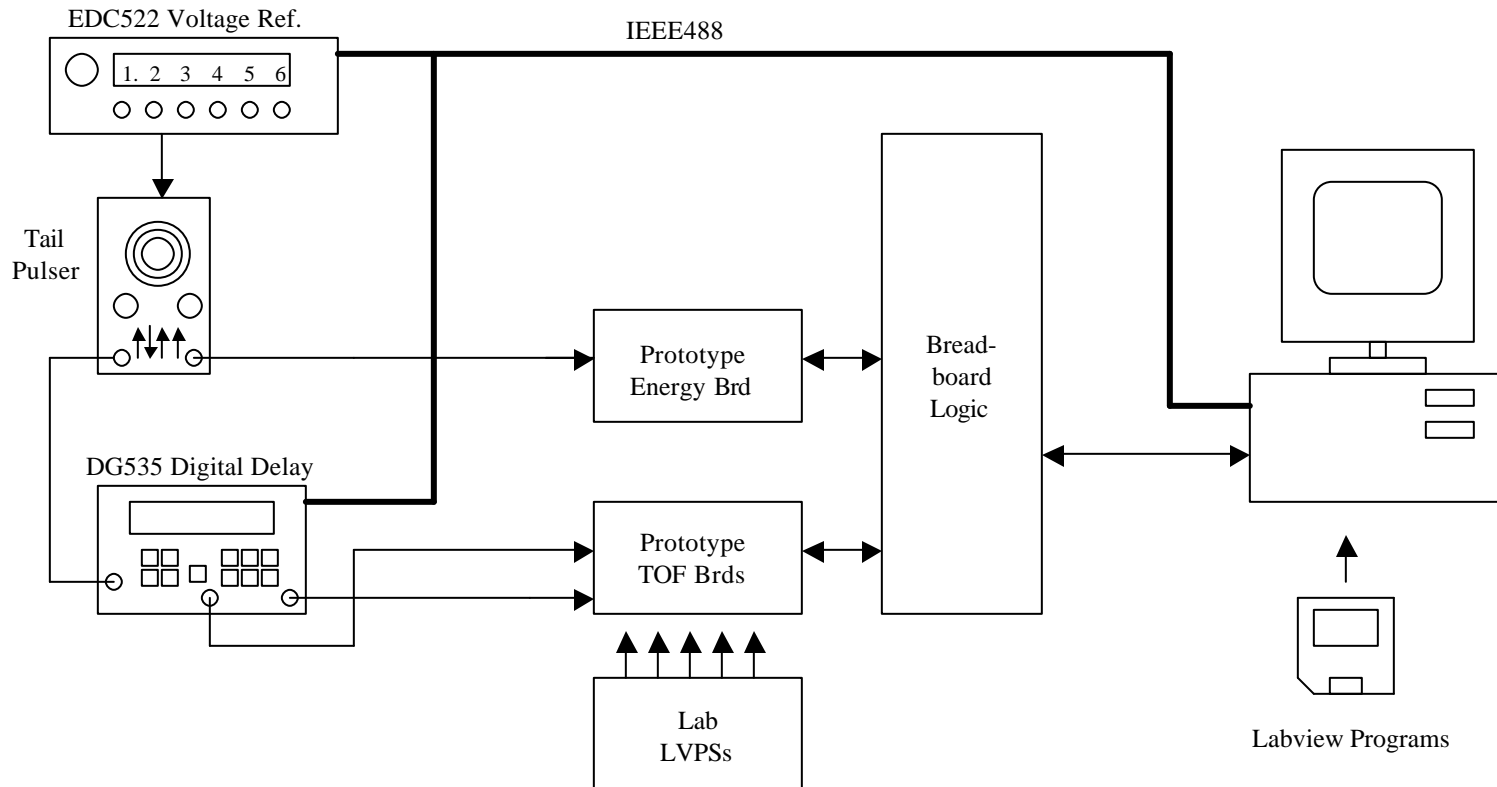 EDC522 Voltage Ref.
IEEE488
1. 2 3 4 5 6
Tail
Pulser
Prototype
Energy Brd
Bread-
board
Logic
DG535 Digital Delay
Prototype
TOF Brds
Lab
LVPSs
Labview Programs